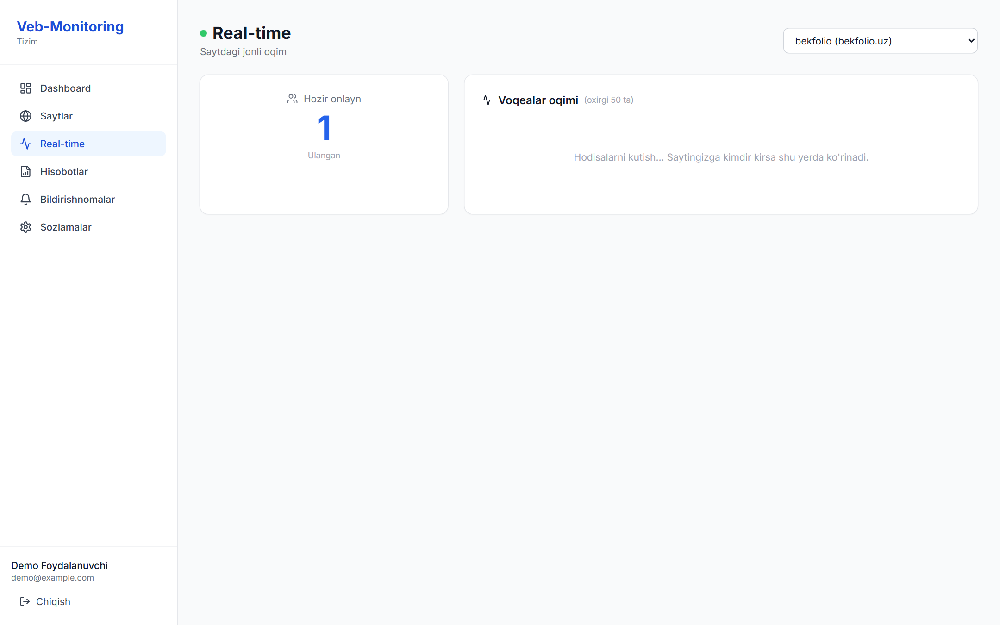 Veb-Monitoring
Tizim
Dashboard
Saytlar
Real-time
Hisobotlar
Bildirishnomalar
Sozlamalar
Demo Foydalanuvchi
demo@example.com
Chiqish
Real-time
Saytdagi jonli oqim
bekfolio (bekfolio.uz)
Hozir onlayn
1
Ulangan
Voqealar oqimi (oxirgi 50 ta)
Hodisalarni kutish... Saytingizga kimdir kirsa shu yerda ko'rinadi.